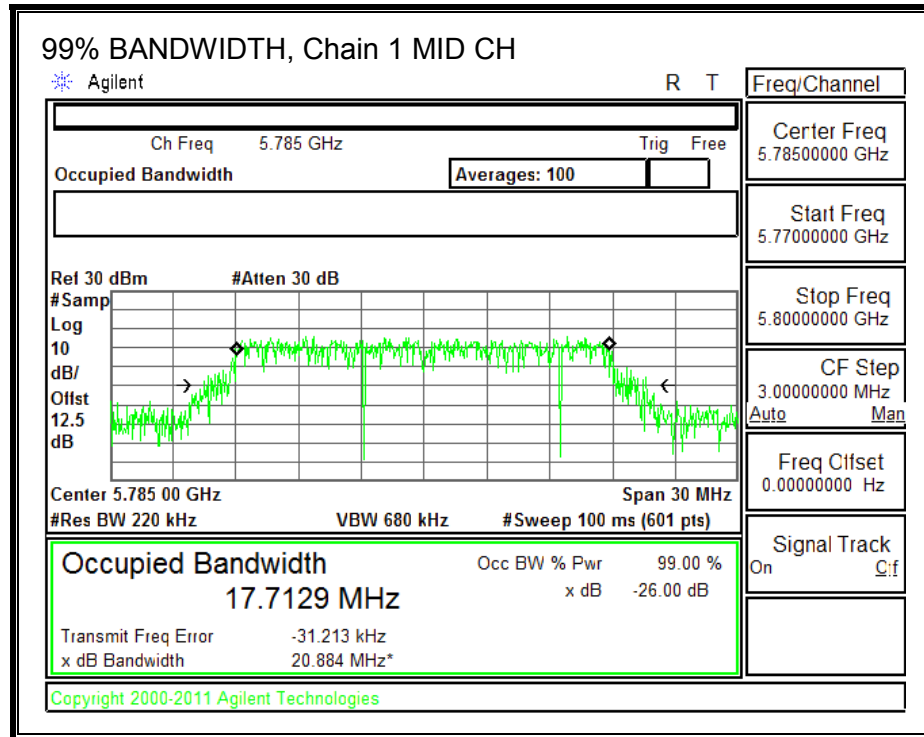 99% BANDWIDTH, Chain 1 MID CH
Agilent R T
Freq/Channel
Ch Freq 5.785 GHz Trig Free
Occupied Bandwidth Averages: 100
Ref 30 dBm #Atten 30 dB
#Samp
Log
10
dB/
Offst
12.5
dB
Center 5.785 00 GHz Span 30 MHz
#Res BW 220 kHz VBW 680 kHz #Sweep 100 ms (601 pts)
Occupied Bandwidth Occ BW % Pwr 99.00 %
17.7129 MHz x dB -26.00 dB
Transmit Freq Error -31.213 kHz
x dB Bandwidth 20.884 MHz*
Copyright 2000-2011 Agilent Technologies
Center Freq
5.78500000 GHz
Start Freq
5.77000000 GHz
Stop Freq
5.80000000 GHz
CF Step
3.00000000 MHz
Auto Man
Freq Offset
0.00000000 Hz
Signal Track
On Off